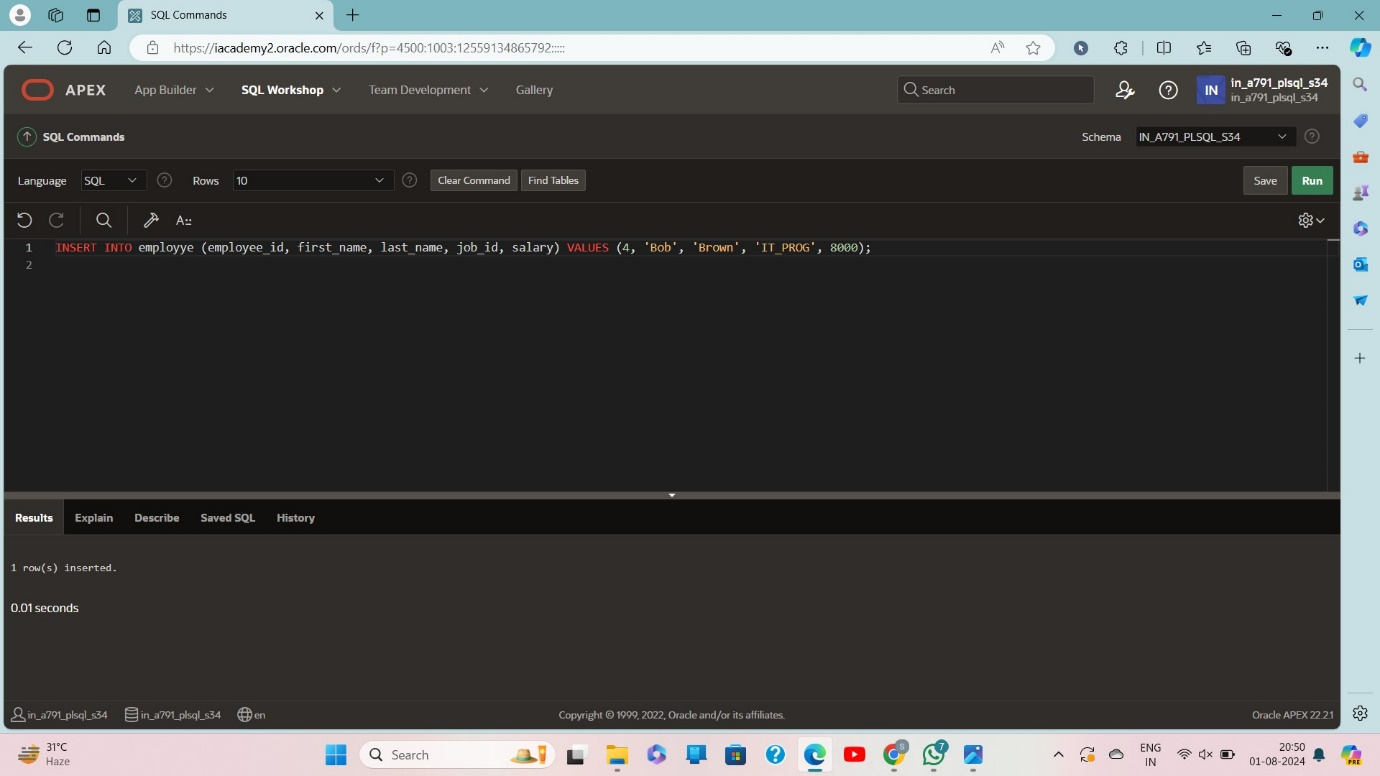 SQL Commands
https://iacademy2.oracle.com/ords/f?p=4500:1003:12559134865792:::::
APEX App Builder SQL Workshop Team Development Gallery Search IN in_a791_plsql_s34
in_a791_plsql_s34
SQL Commands Schema IN_A791_PLSQL_S34
Language SQL Rows 10 Clear Command Find Tables Save Run
1 INSERT INTO employye (employee_id, first_name, last_name, job_id, salary) VALUES (4, 'Bob', 'Brown', 'IT_PROG', 8000);
2
Results Explain Describe Saved SQL History
1 row(s) inserted.
0.01 seconds
in_a791_plsql_s34 in_a791_plsql_s34 en Copyright © 1999, 2022, Oracle and/or its affiliates. Oracle APEX 22.2.1
31°C
Haze
Search
S
7
ENG
IN
20:50
01-08-2024
PRE